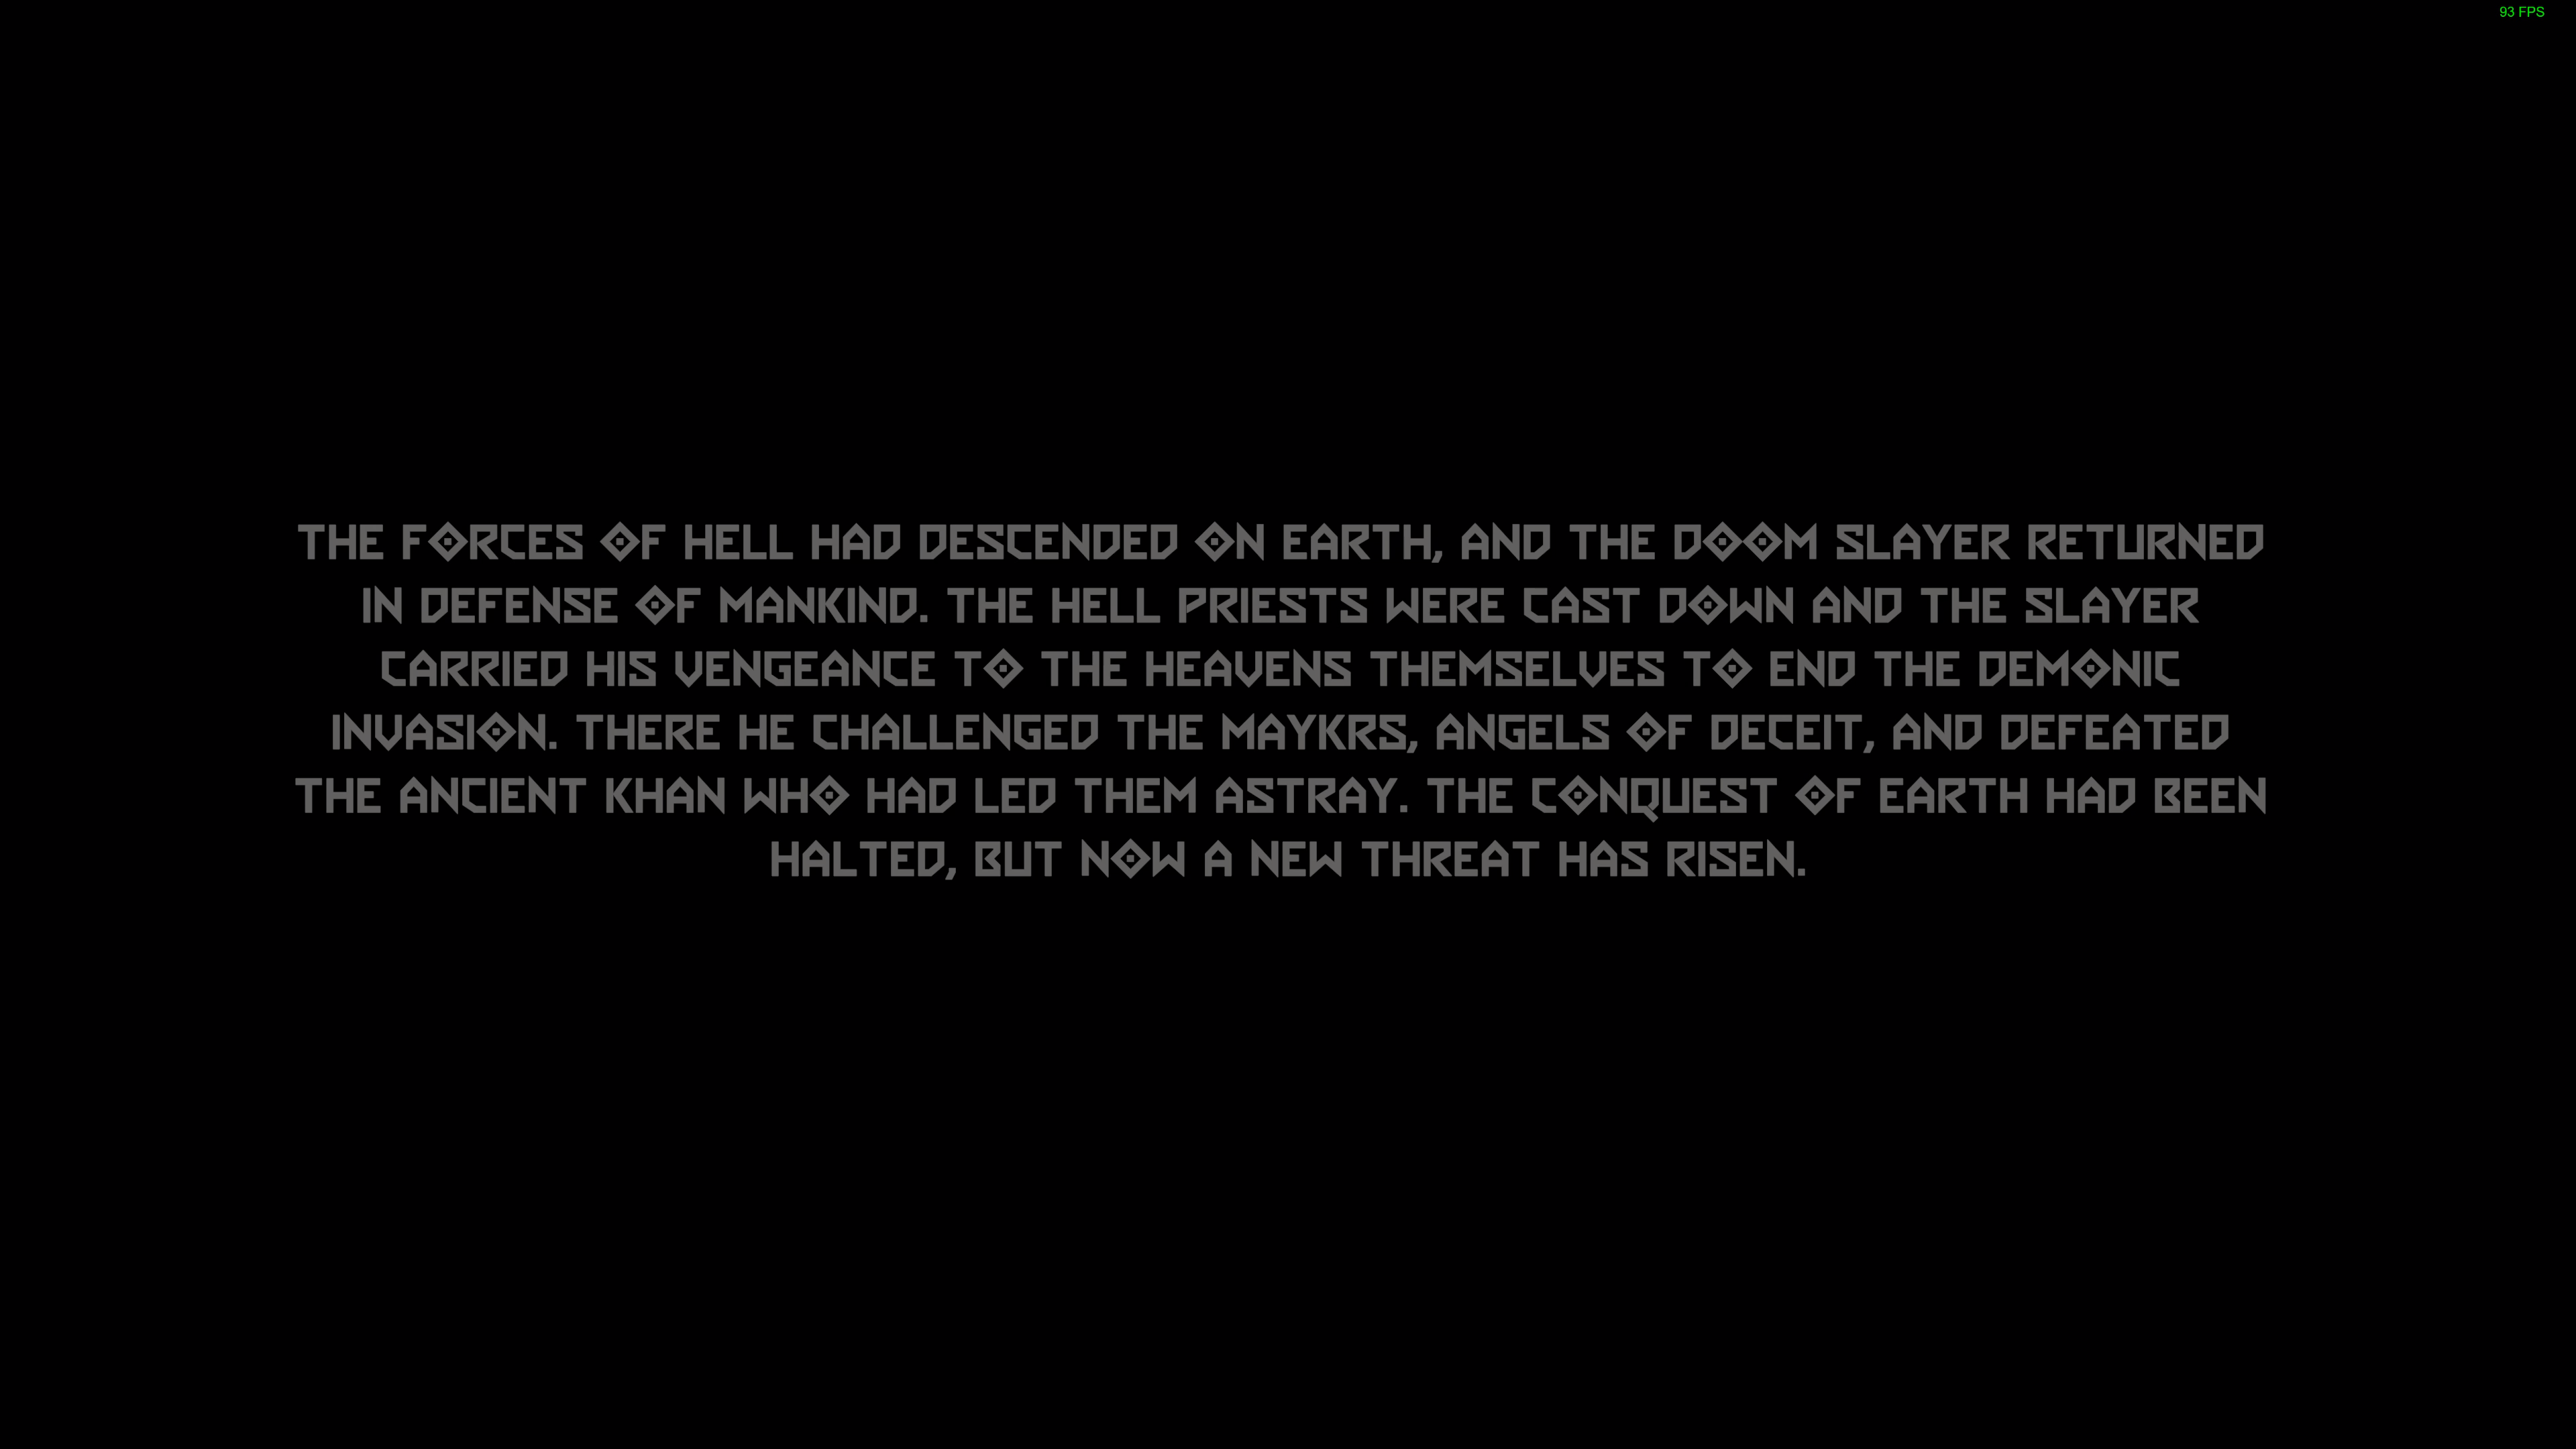 93 FPS
THE FORCES OF HELL HAD DESCENDED ON EARTH, AND THE DOOM SLAYER RETURNED
IN DEFENSE OF MANKIND. THE HELL PRIESTS WERE CAST DOWN AND THE SLAYER
CARRIED HIS VENGEANCE TO THE HEAVENS THEMSELVES TO END THE DEMONIC
INVASION. THERE HE CHALLENGED THE MAYKRS, ANGELS OF DECEIT, AND DEFEATED
THE ANCIENT KHAN WHO HAD LED THEM ASTRAY. THE CONQUEST OF EARTH HAD BEEN
HALTED, BUT NOW A NEW THREAT HAS RISEN.